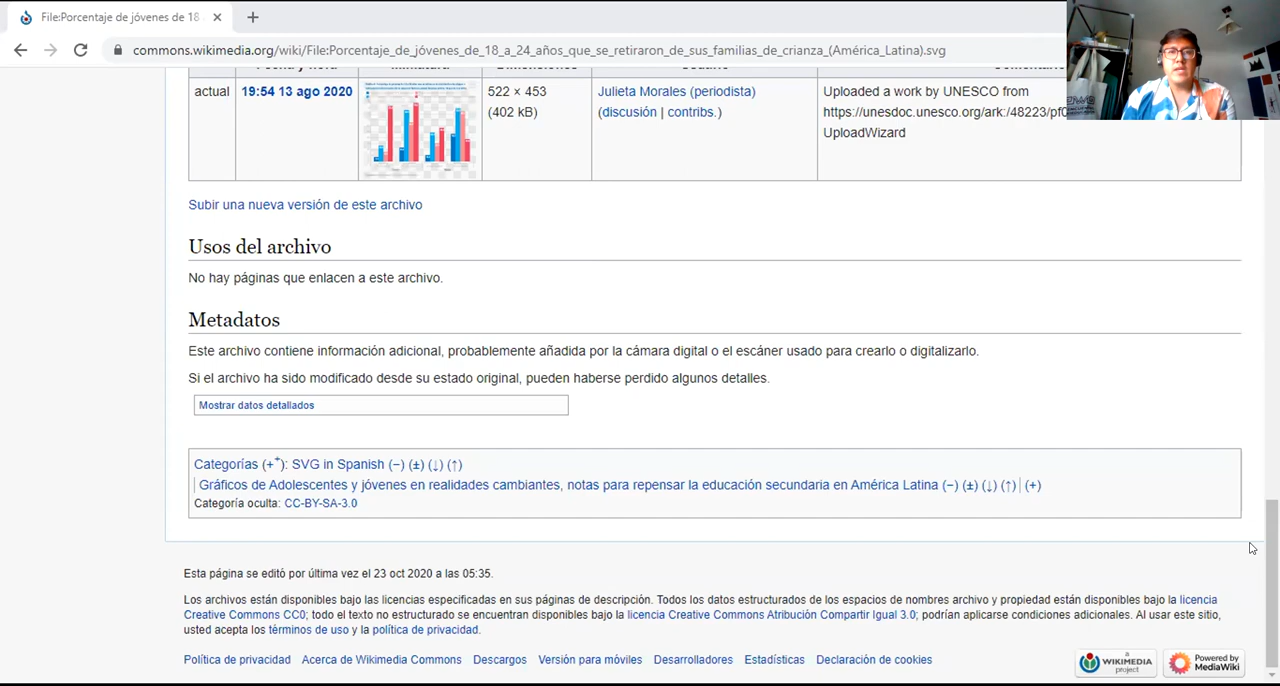 File:Porcentaje de jóvenes de 18
commons.wikimedia.org/wiki/File:Porcentaje_de_jóvenes_de_18_a_24_años_que_se_retiraron_de_sus_familias_de_crianza_(América_Latina).svg
actual 19:54 13 ago 2020 522 × 453 Julieta Morales (periodista) Uploaded a work by UNESCO from
(402 kB) (discusión | contribs.) https://unesdoc.unesco.org/ark:/48223/pf0
UploadWizard
Subir una nueva versión de este archivo
Usos del archivo
No hay páginas que enlacen a este archivo.
Metadatos
Este archivo contiene información adicional, probablemente añadida por la cámara digital o el escáner usado para crearlo o digitalizarlo.
Si el archivo ha sido modificado desde su estado original, pueden haberse perdido algunos detalles.
Mostrar datos detallados
Categorías (+⁺): SVG in Spanish (−) (±) (↓) (↑)
Gráficos de Adolescentes y jóvenes en realidades cambiantes, notas para repensar la educación secundaria en América Latina (−) (±) (↓) (↑) | (+)
Categoría oculta: CC-BY-SA-3.0
Esta página se editó por última vez el 23 oct 2020 a las 05:35.
Los archivos están disponibles bajo las licencias especificadas en sus páginas de descripción. Todos los datos estructurados de los espacios de nombres archivo y propiedad están disponibles bajo la licencia
Creative Commons CC0; todo el texto no estructurado se encuentran disponibles bajo la licencia Creative Commons Atribución Compartir Igual 3.0; podrían aplicarse condiciones adicionales. Al usar este sitio,
usted acepta los términos de uso y la política de privacidad.
Política de privacidad Acerca de Wikimedia Commons Descargos Versión para móviles Desarrolladores Estadísticas Declaración de cookies
a WIKIMEDIA project
Powered by MediaWiki